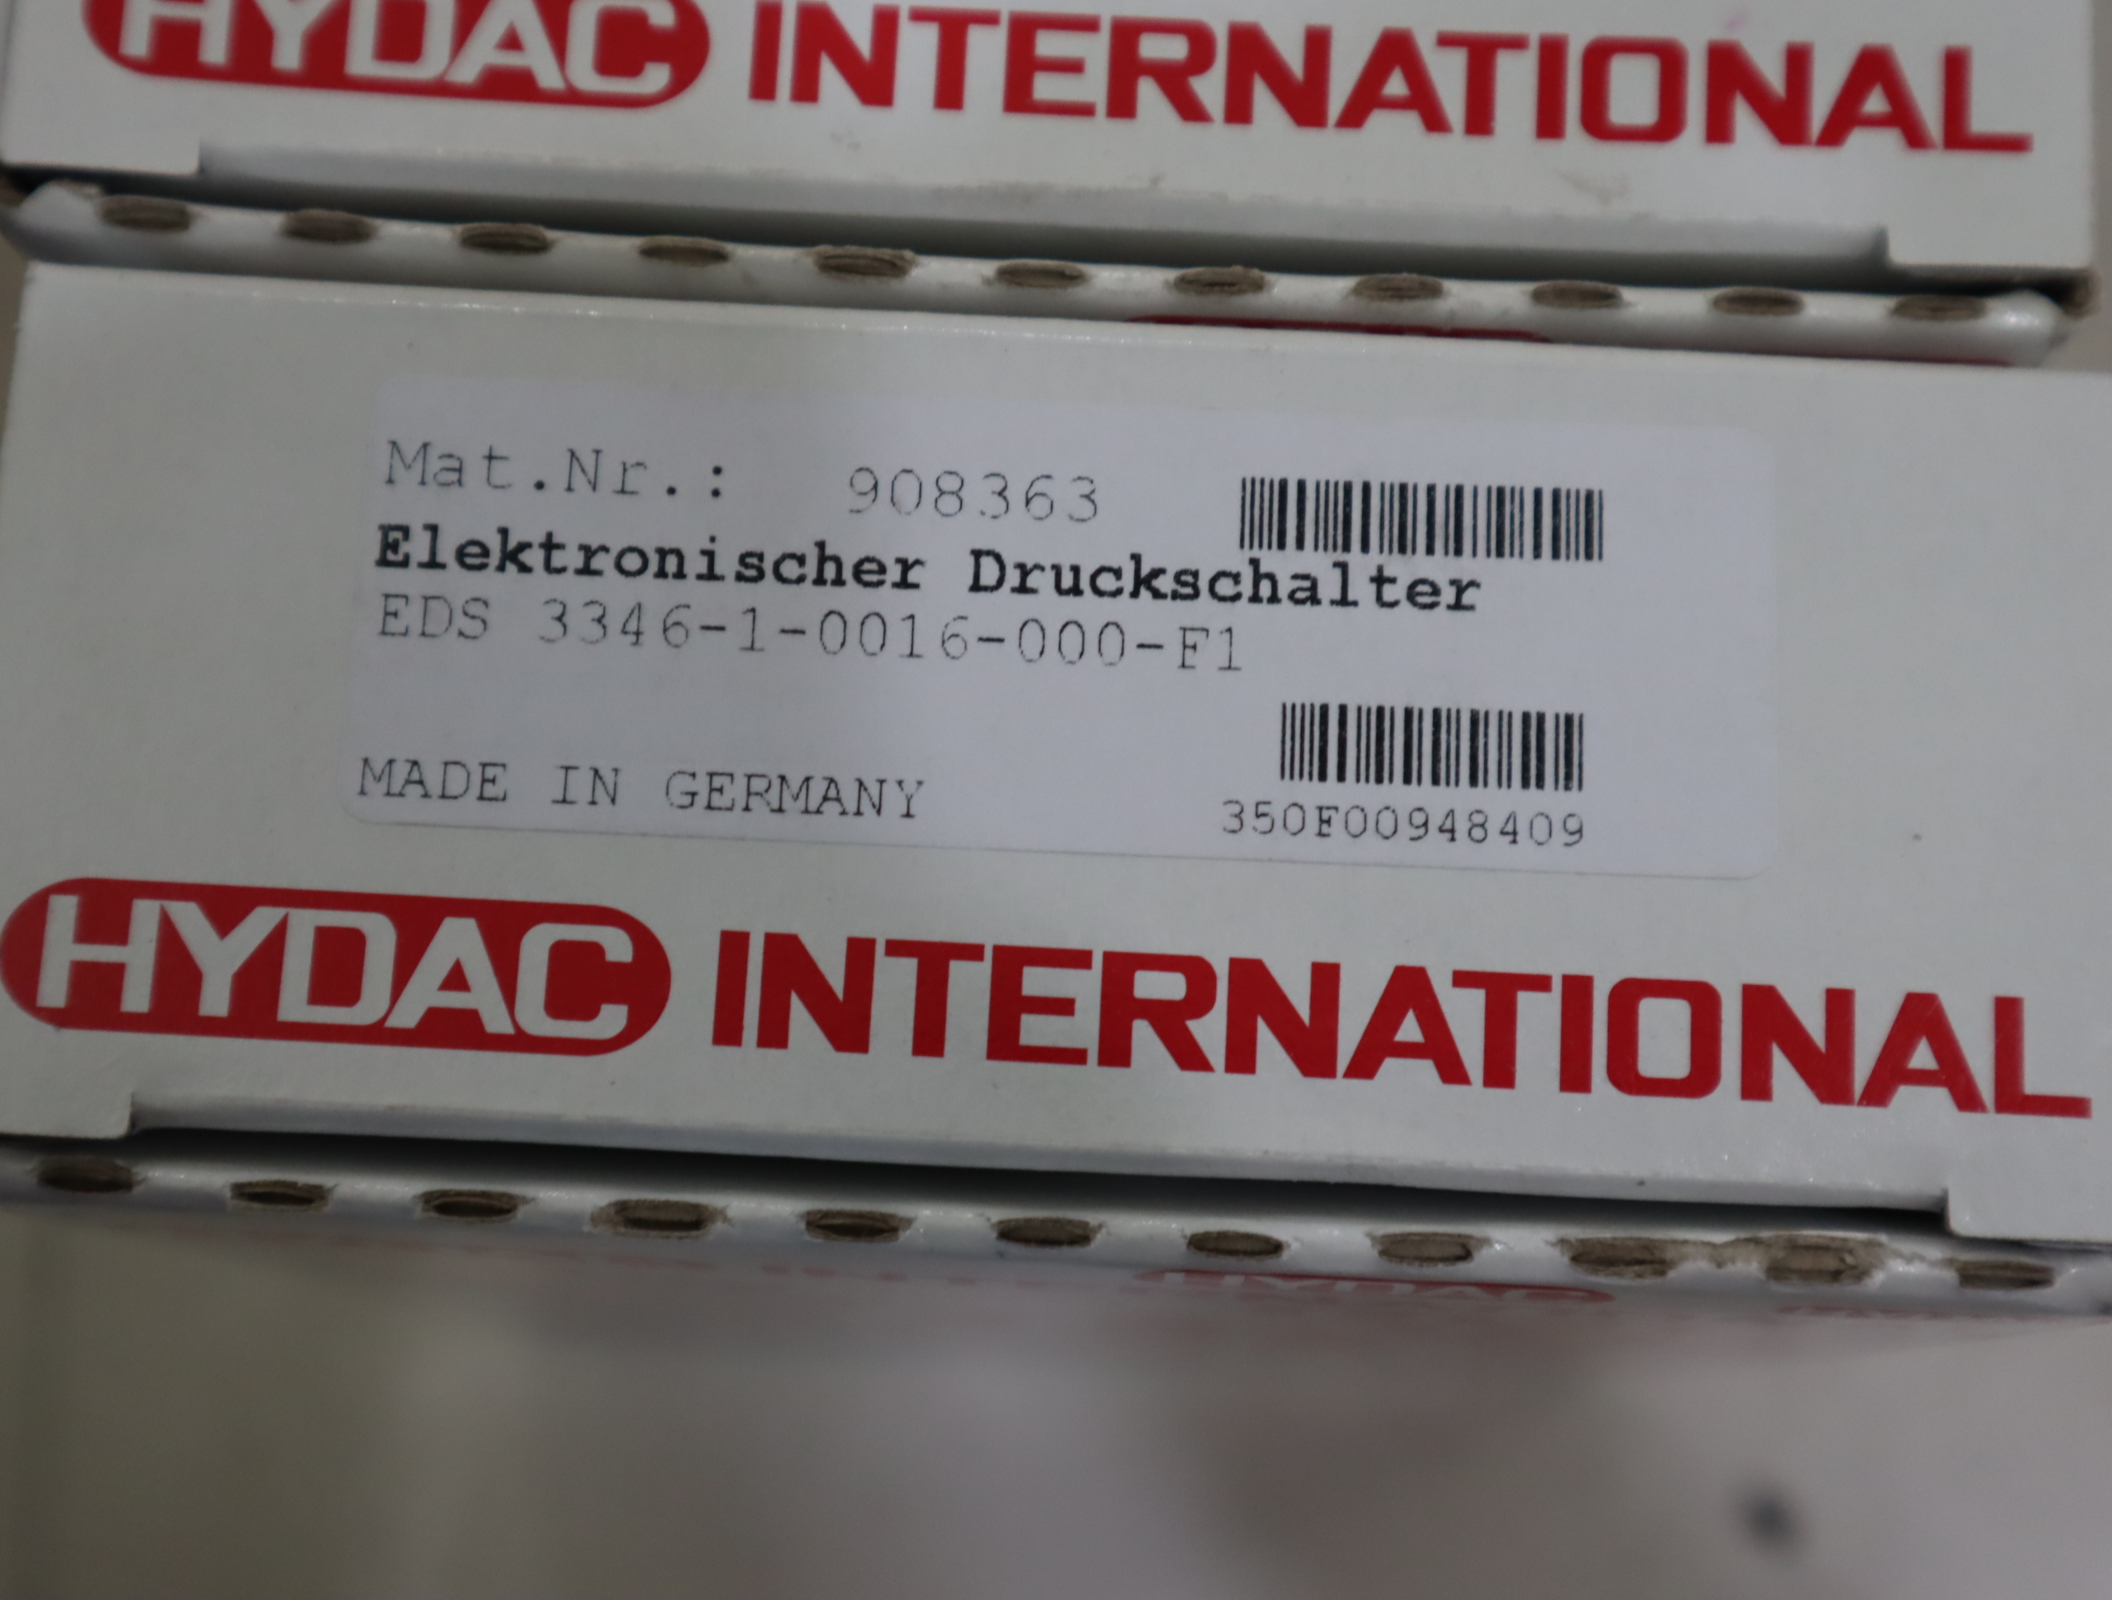 HYDAC INTERNATIONAL
Mat.Nr.: 908363
Elektronischer Druckschalter
EDS 3346-1-0016-000-F1
MADE IN GERMANY
350F00948409
HYDAC INTERNATIONAL
HYDAC